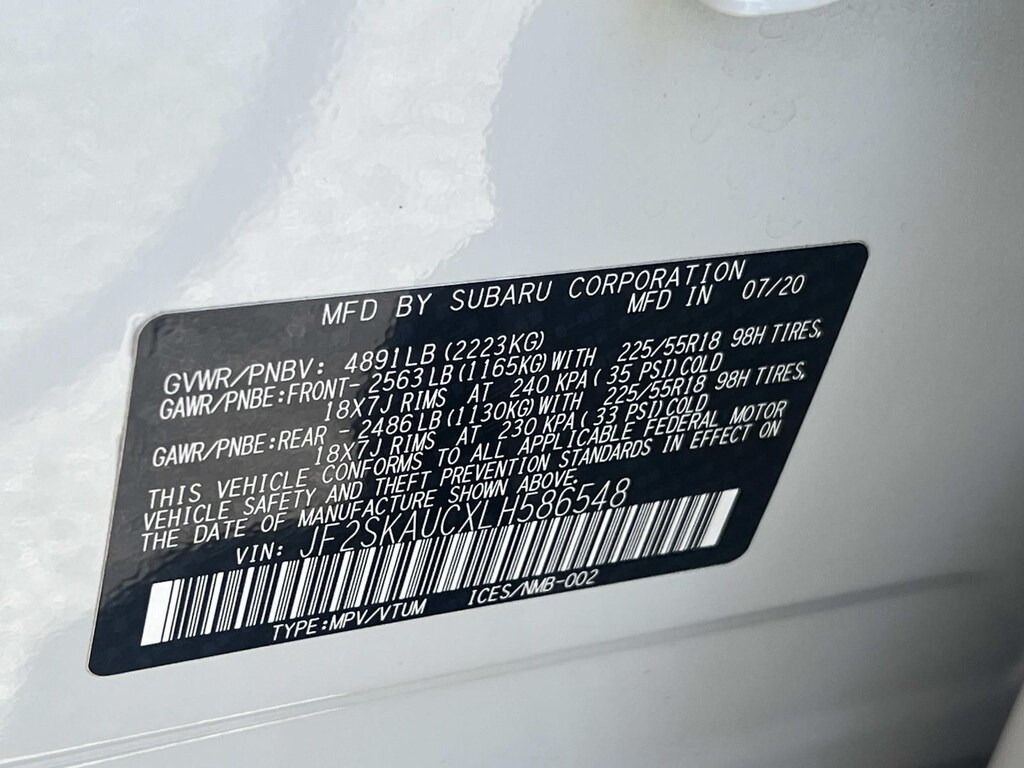 MFD BY SUBARU CORPORATION
MFD IN 07/20
GVWR/PNBV: 4891LB (2223KG)
GAWR/PNBE:FRONT- 2563LB (1165KG) WITH 225/55R18 98H TIRES,
18X7J RIMS AT 240 KPA (35 PSI) COLD
GAWR/PNBE:REAR - 2486LB (1130KG) WITH 225/55R18 98H TIRES,
18X7J RIMS AT 230 KPA (33 PSI) COLD
THIS VEHICLE CONFORMS TO ALL APPLICABLE FEDERAL MOTOR
VEHICLE SAFETY AND THEFT PREVENTION STANDARDS IN EFFECT ON
THE DATE OF MANUFACTURE SHOWN ABOVE.
VIN: JF2SKAUCXLH586548
TYPE:MPV/VTUM ICES/NMB-002